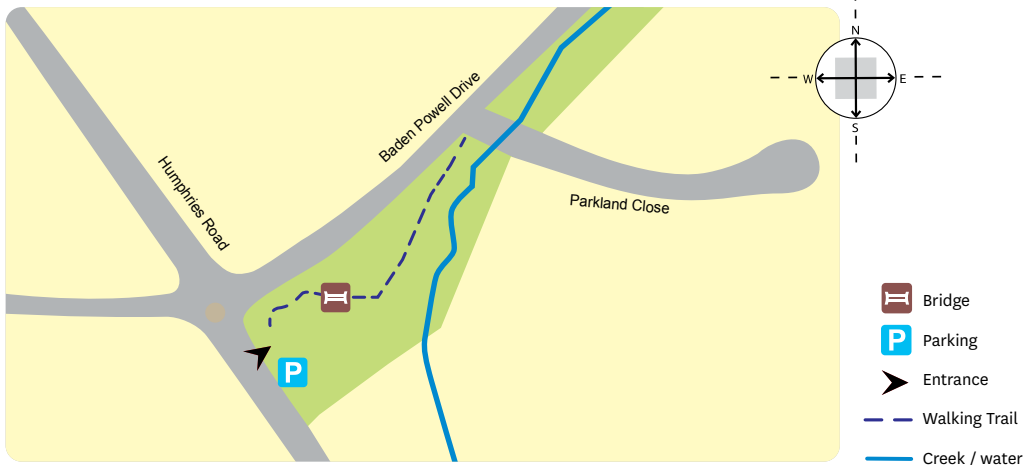 Baden Powell Drive
Humphries Road
Parkland Close
N
W
E
S
P
Bridge
P
Parking
Entrance
Walking Trail
Creek / water